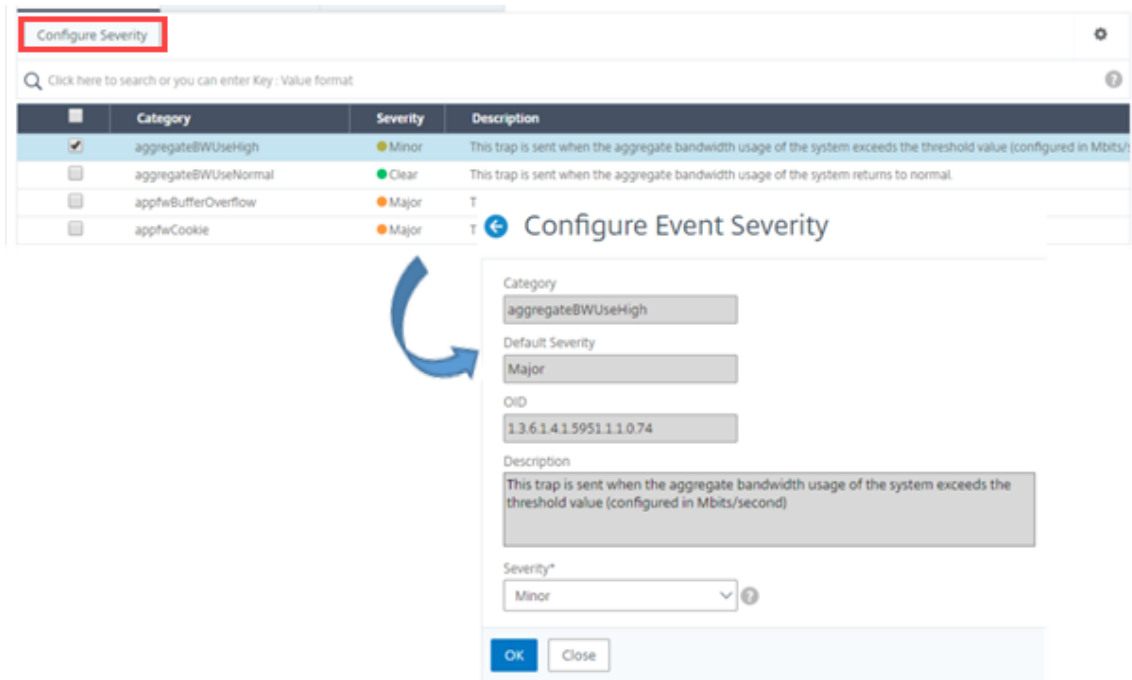 Configure Severity
Click here to search or you can enter Key : Value format
Category Severity Description
aggregateBWUseHigh Minor This trap is sent when the aggregate bandwidth usage of the system exceeds the threshold value (configured in Mbits/
aggregateBWUseNormal Clear This trap is sent when the aggregate bandwidth usage of the system returns to normal.
appfwBufferOverflow Major T
appfwCookie Major T
Configure Event Severity
Category
aggregateBWUseHigh
Default Severity
Major
OID
1.3.6.1.4.1.5951.1.1.0.74
Description
This trap is sent when the aggregate bandwidth usage of the system exceeds the
threshold value (configured in Mbits/second)
Severity*
Minor
OK Close